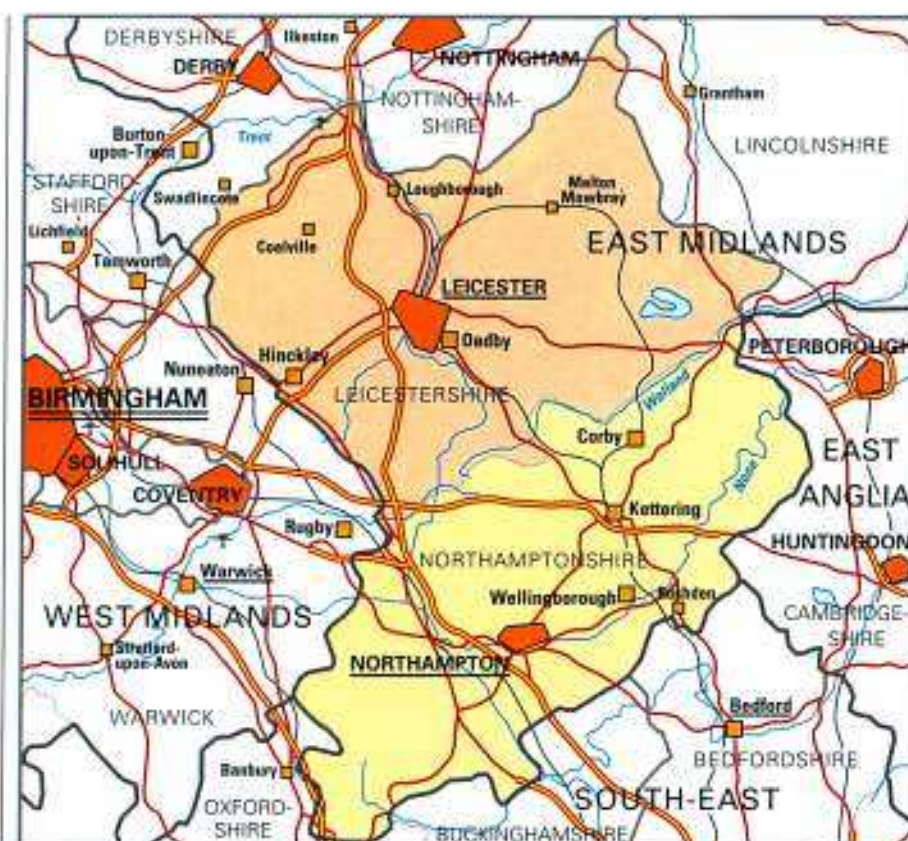 DERBYSHIRE
Ilkeston
DERBY
NOTTINGHAM
NOTTINGHAM-
SHIRE
Grantham
LINCOLNSHIRE
Burton-
upon-Trent
Trent
STAFFORD-
SHIRE
Swadlincote
Loughborough
Melton
Mowbray
Lichfield
Coalville
EAST MIDLANDS
Tamworth
LEICESTER
Oadby
PETERBOROUGH
Nuneaton
Hinckley
LEICESTERSHIRE
Welland
BIRMINGHAM
Corby
EAST
ANGLIA
SOLIHULL
COVENTRY
Nene
Kettering
Rugby
HUNTINGDON
NORTHAMPTONSHIRE
Warwick
Wellingborough
Rushden
CAMBRIDGE-
SHIRE
WEST MIDLANDS
Stratford-
upon-Avon
NORTHAMPTON
WARWICK
Bedford
BEDFORDSHIRE
Banbury
SOUTH-EAST
OXFORD-
SHIRE
BUCKINGHAMSHIRE